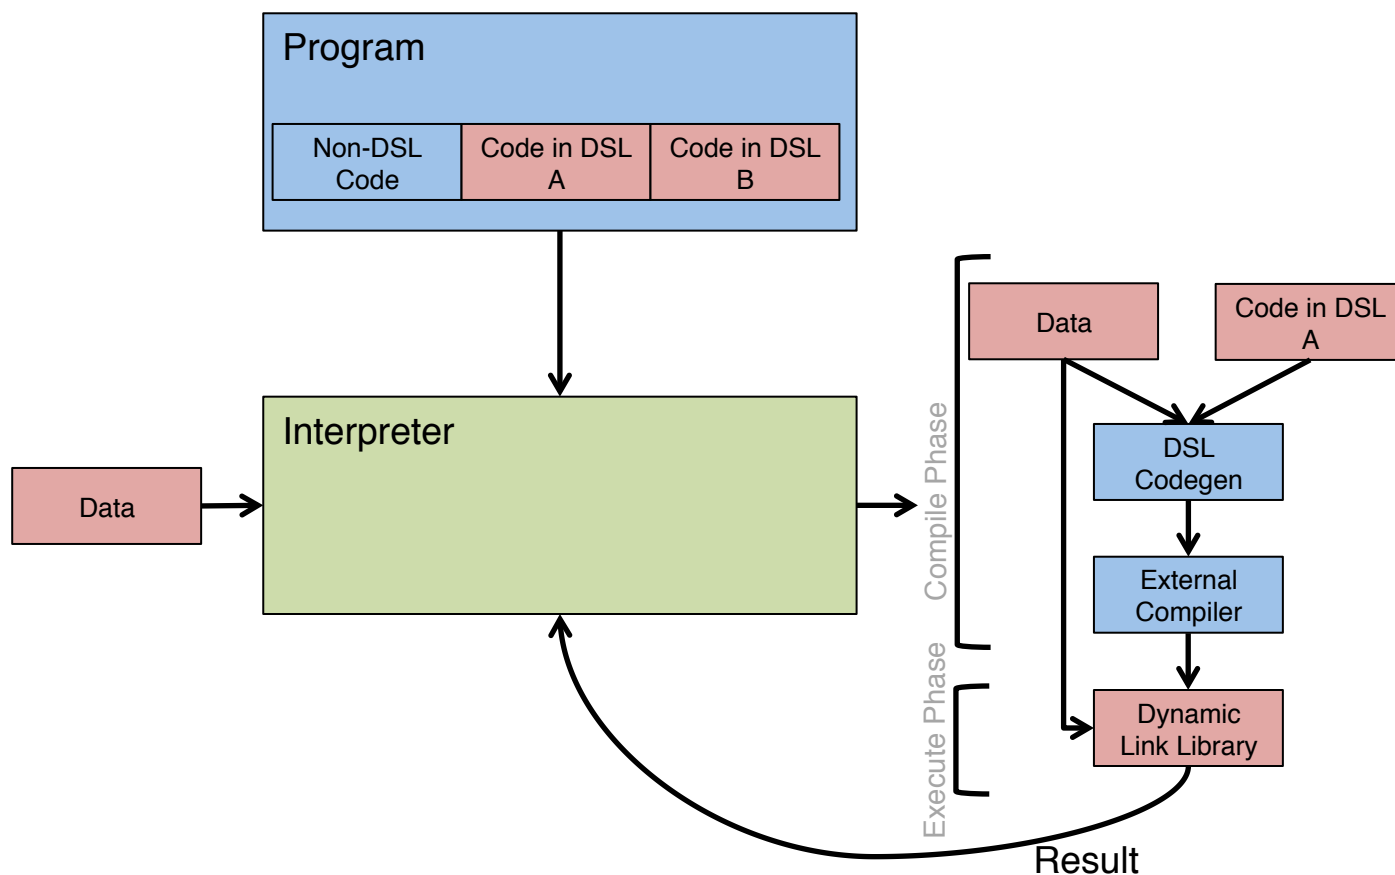 Program
Non-DSL
Code
Code in DSL
A
Code in DSL
B
Interpreter
Data
Compile Phase
Execute Phase
Data
Code in DSL
A
DSL
Codegen
External
Compiler
Dynamic
Link Library
Result